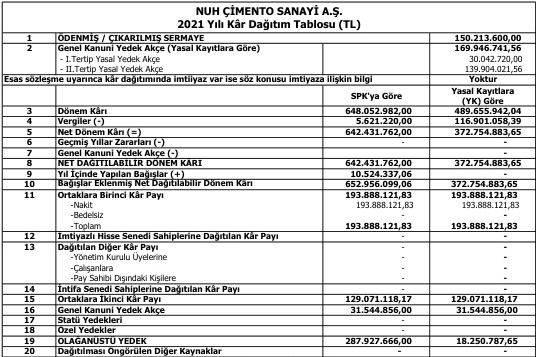 NUH ÇİMENTO SANAYİ A.Ş.
2021 Yılı Kâr Dağıtım Tablosu (TL)
1 ÖDENMİŞ / ÇIKARILMIŞ SERMAYE 150.213.600,00
2 Genel Kanuni Yedek Akçe (Yasal Kayıtlara Göre) 169.946.741,56
- I.Tertip Yasal Yedek Akçe 30.042.720,00
- II.Tertip Yasal Yedek Akçe 139.904.021,56
Esas sözleşme uyarınca kâr dağıtımında imtiyaz var ise söz konusu imtiyaza ilişkin bilgi Yoktur
SPK'ya Göre Yasal Kayıtlara (YK) Göre
3 Dönem Kârı 648.052.982,00 489.655.942,04
4 Vergiler (-) 5.621.220,00 116.901.058,39
5 Net Dönem Kârı (=) 642.431.762,00 372.754.883,65
6 Geçmiş Yıllar Zararları (-) - -
7 Genel Kanuni Yedek Akçe (-) -
8 NET DAĞITILABİLİR DÖNEM KÂRI 642.431.762,00 372.754.883,65
9 Yıl İçinde Yapılan Bağışlar (+) 10.524.337,06 -
10 Bağışlar Eklenmiş Net Dağıtılabilir Dönem Kârı 652.956.099,06 372.754.883,65
11 Ortaklara Birinci Kâr Payı 193.888.121,83 193.888.121,83
-Nakit 193.888.121,83 193.888.121,83
-Bedelsiz - -
-Toplam 193.888.121,83 193.888.121,83
12 İmtiyazlı Hisse Senedi Sahiplerine Dağıtılan Kâr Payı - -
13 Dağıtılan Diğer Kâr Payı - -
-Yönetim Kurulu Üyelerine - -
-Çalışanlara - -
-Pay Sahibi Dışındaki Kişilere - -
14 İntifa Senedi Sahiplerine Dağıtılan Kâr Payı - -
15 Ortaklara İkinci Kâr Payı 129.071.118,17 129.071.118,17
16 Genel Kanuni Yedek Akçe 31.544.856,00 31.544.856,00
17 Statü Yedekleri - -
18 Özel Yedekler - -
19 OLAĞANÜSTÜ YEDEK 287.927.666,00 18.250.787,65
20 Dağıtılması Öngörülen Diğer Kaynaklar - -